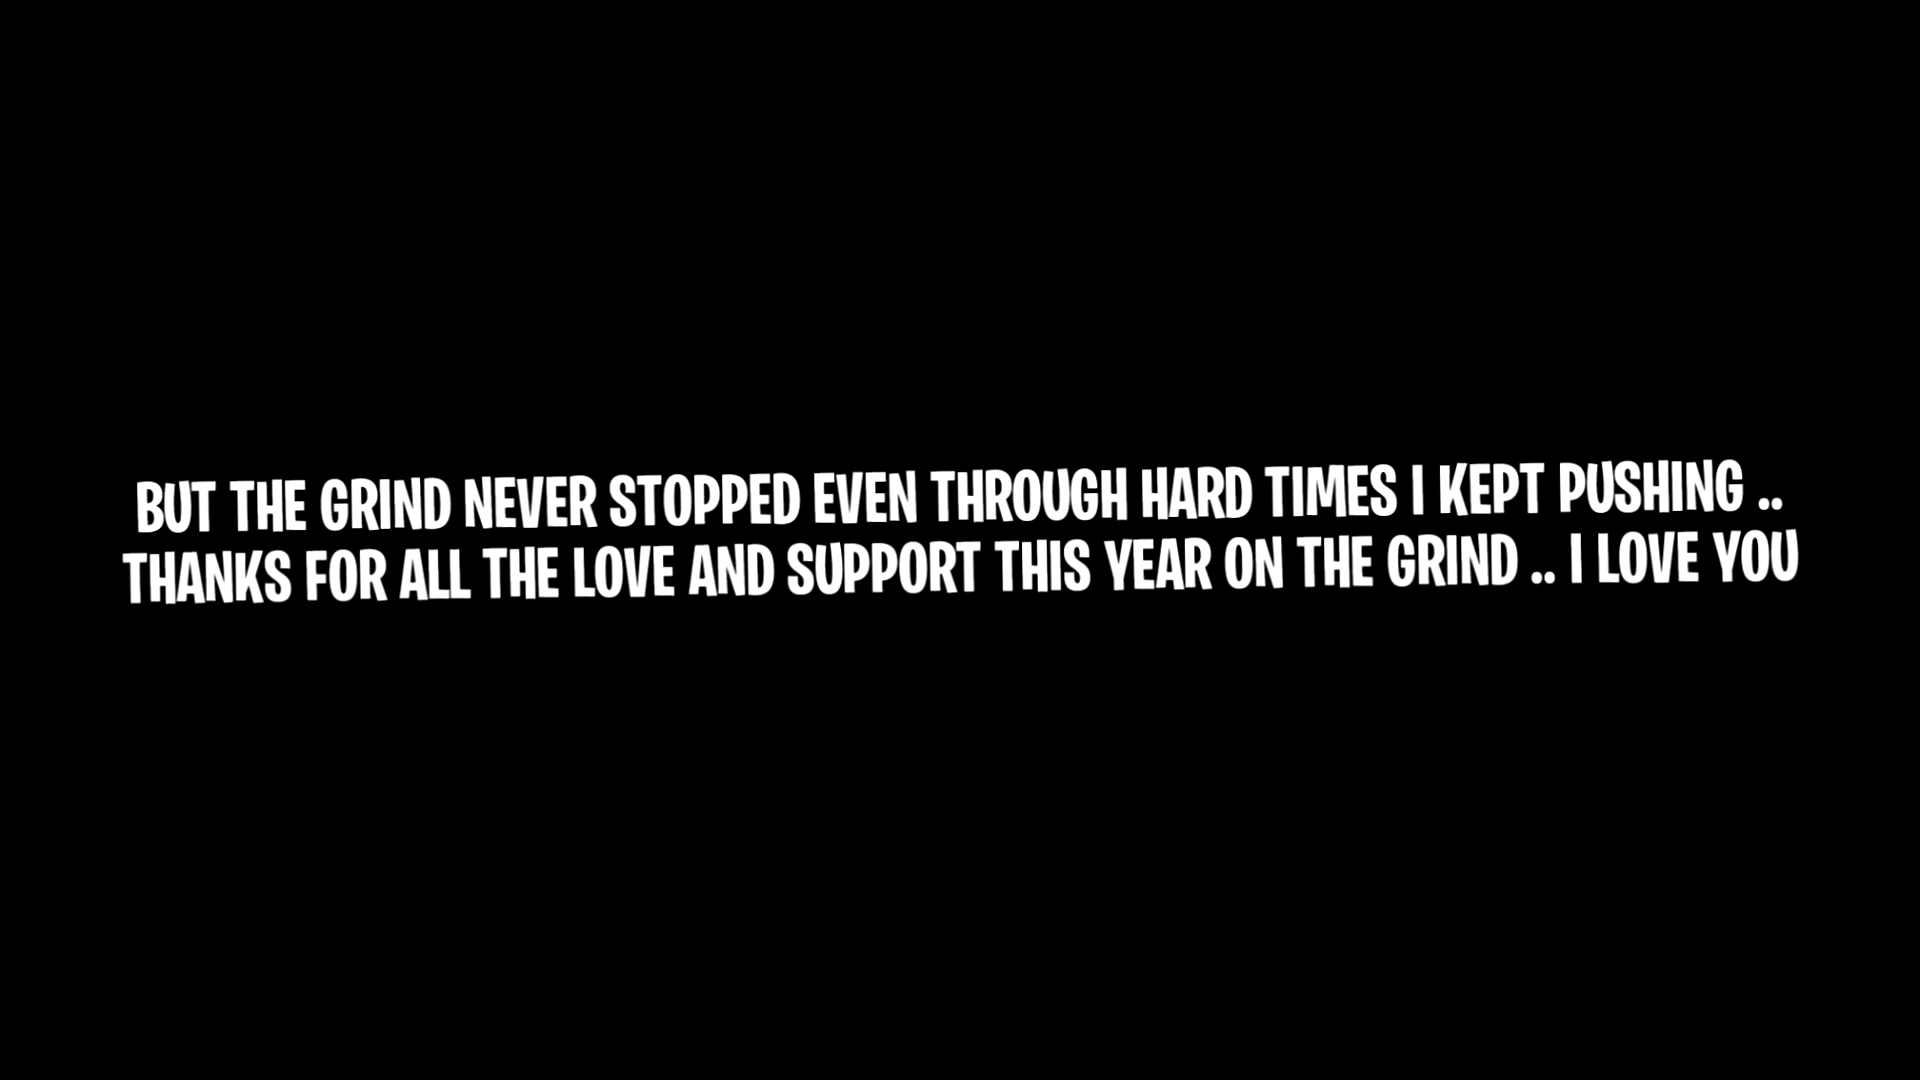 BUT THE GRIND NEVER STOPPED EVEN THROUGH HARD TIMES I KEPT PUSHING ..
THANKS FOR ALL THE LOVE AND SUPPORT THIS YEAR ON THE GRIND .. I LOVE YOU